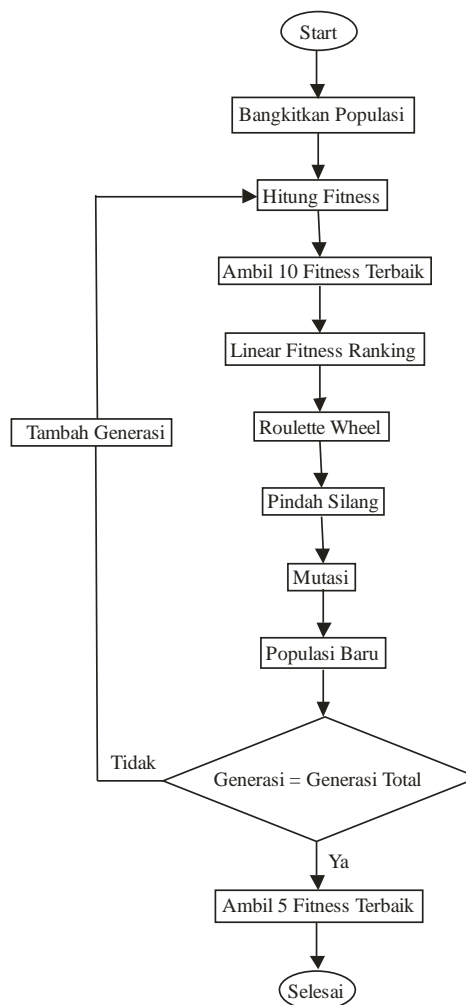 Start
Bangkitkan Populasi
Hitung Fitness
Ambil 10 Fitness Terbaik
Linear Fitness Ranking
Tambah Generasi
Roulette Wheel
Pindah Silang
Mutasi
Populasi Baru
Tidak
Generasi = Generasi Total
Ya
Ambil 5 Fitness Terbaik
Selesai